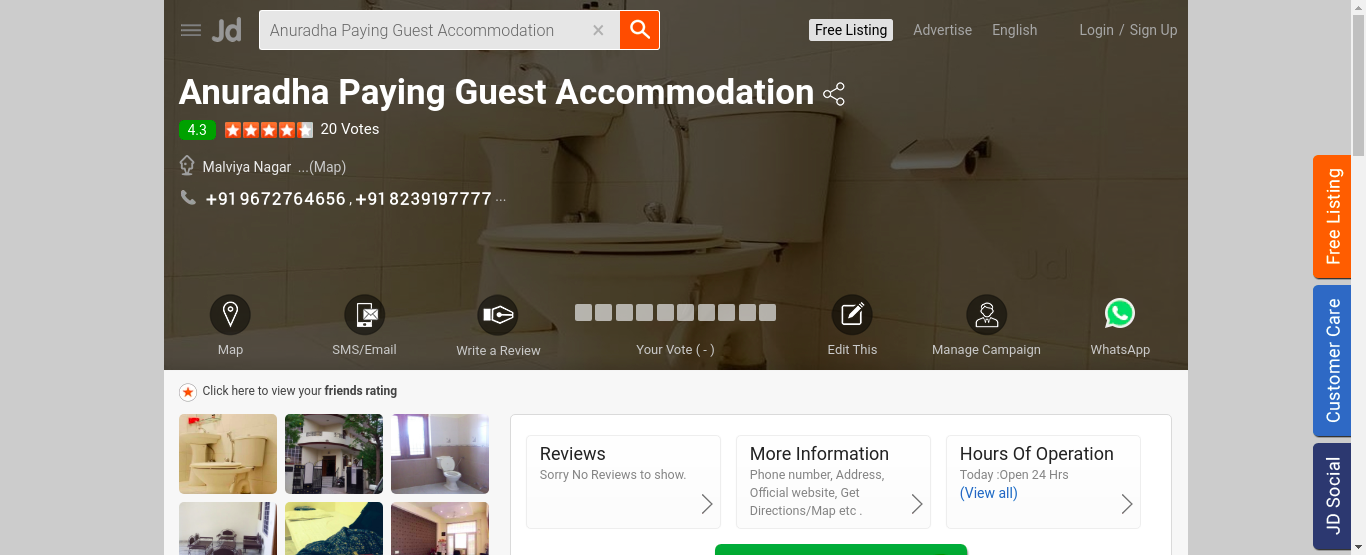 Jd
Anuradha Paying Guest Accommodation
Free Listing
Advertise
English
Login / Sign Up
Anuradha Paying Guest Accommodation
4.3
20 Votes
Malviya Nagar ...(Map)
+91 9672764656 , +91 8239197777 ...
Map
SMS/Email
Write a Review
Your Vote ( - )
Edit This
Manage Campaign
WhatsApp
Click here to view your friends rating
Reviews
Sorry No Reviews to show.
More Information
Phone number, Address,
Official website, Get
Directions/Map etc .
Hours Of Operation
Today :Open 24 Hrs
(View all)
Free Listing
Customer Care
JD Social